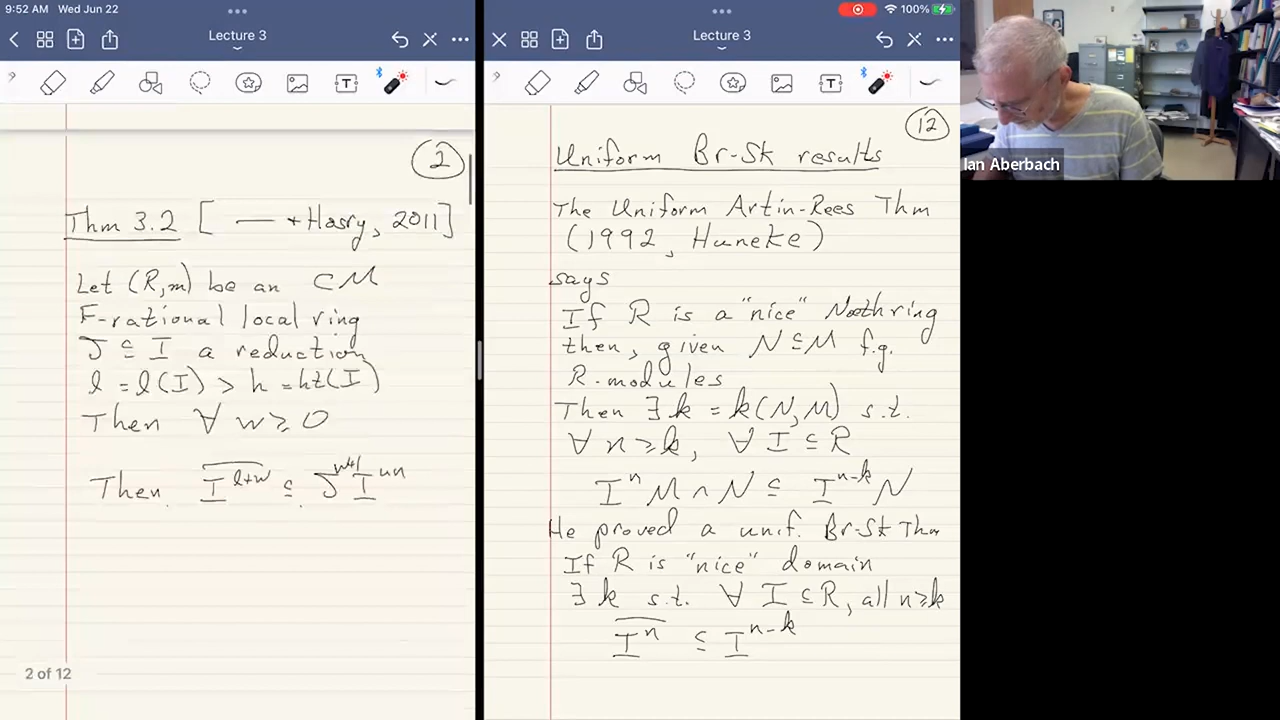 9:52 AM Wed Jun 22
100%
Lecture 3
Lecture 3
2
Thm 3.2 [ — + Hosry, 2011]
Let (R,m) be an CM
F-rational local ring
J ⊆ I a reduction
l = l(I) > h = ht(I)
Then ∀ w ≥ 0
Then \overline{I^{l+w}} ⊆ J^{w+1} I^{un}
2 of 12
12
Uniform Br-Sk results
The Uniform Artin-Rees Thm
(1992, Huneke)
says
If R is a "nice" Noeth ring
then, given N ⊆ M f.g.
R-modules
Then ∃ k = k(N,M) s.t.
∀ n ≥ k, ∀ I ⊆ R
I^n M ∩ N ⊆ I^{n-k} N
He proved a unif. Br-Sk Thm
If R is "nice" domain
∃ k s.t. ∀ I ⊆ R, all n ≥ k
\overline{I^n} ⊆ I^{n-k}
Ian Aberbach